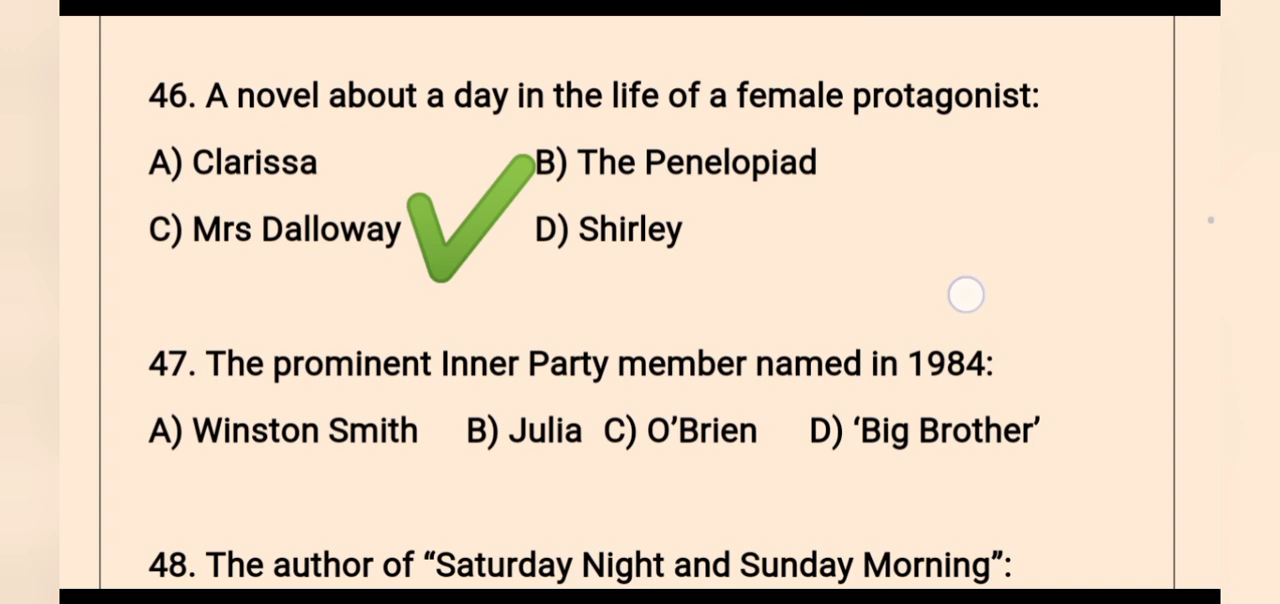 46. A novel about a day in the life of a female protagonist:
A) Clarissa B) The Penelopiad
C) Mrs Dalloway D) Shirley
47. The prominent Inner Party member named in 1984:
A) Winston Smith B) Julia C) O’Brien D) ‘Big Brother’
48. The author of “Saturday Night and Sunday Morning”: